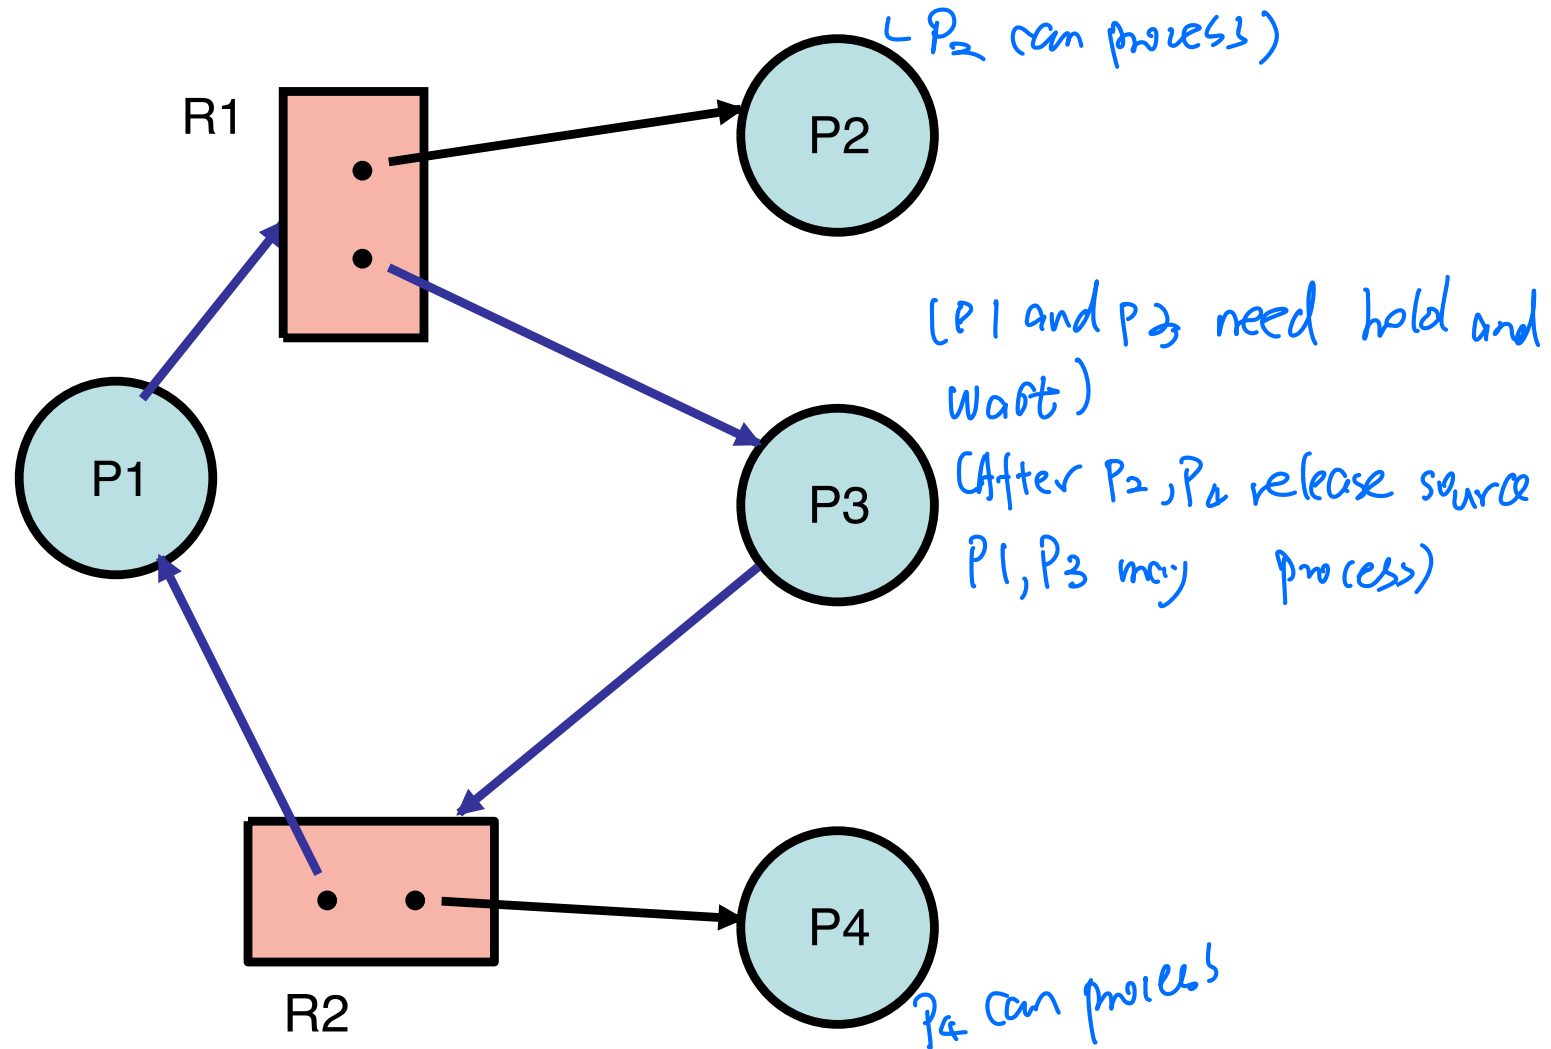 (P2 can process)
R1
P2
(P1 and P3 need hold and
wait)
(After P2, P4 release source
P1, P3 may process)
P1
P3
P4
R2
P4 can process